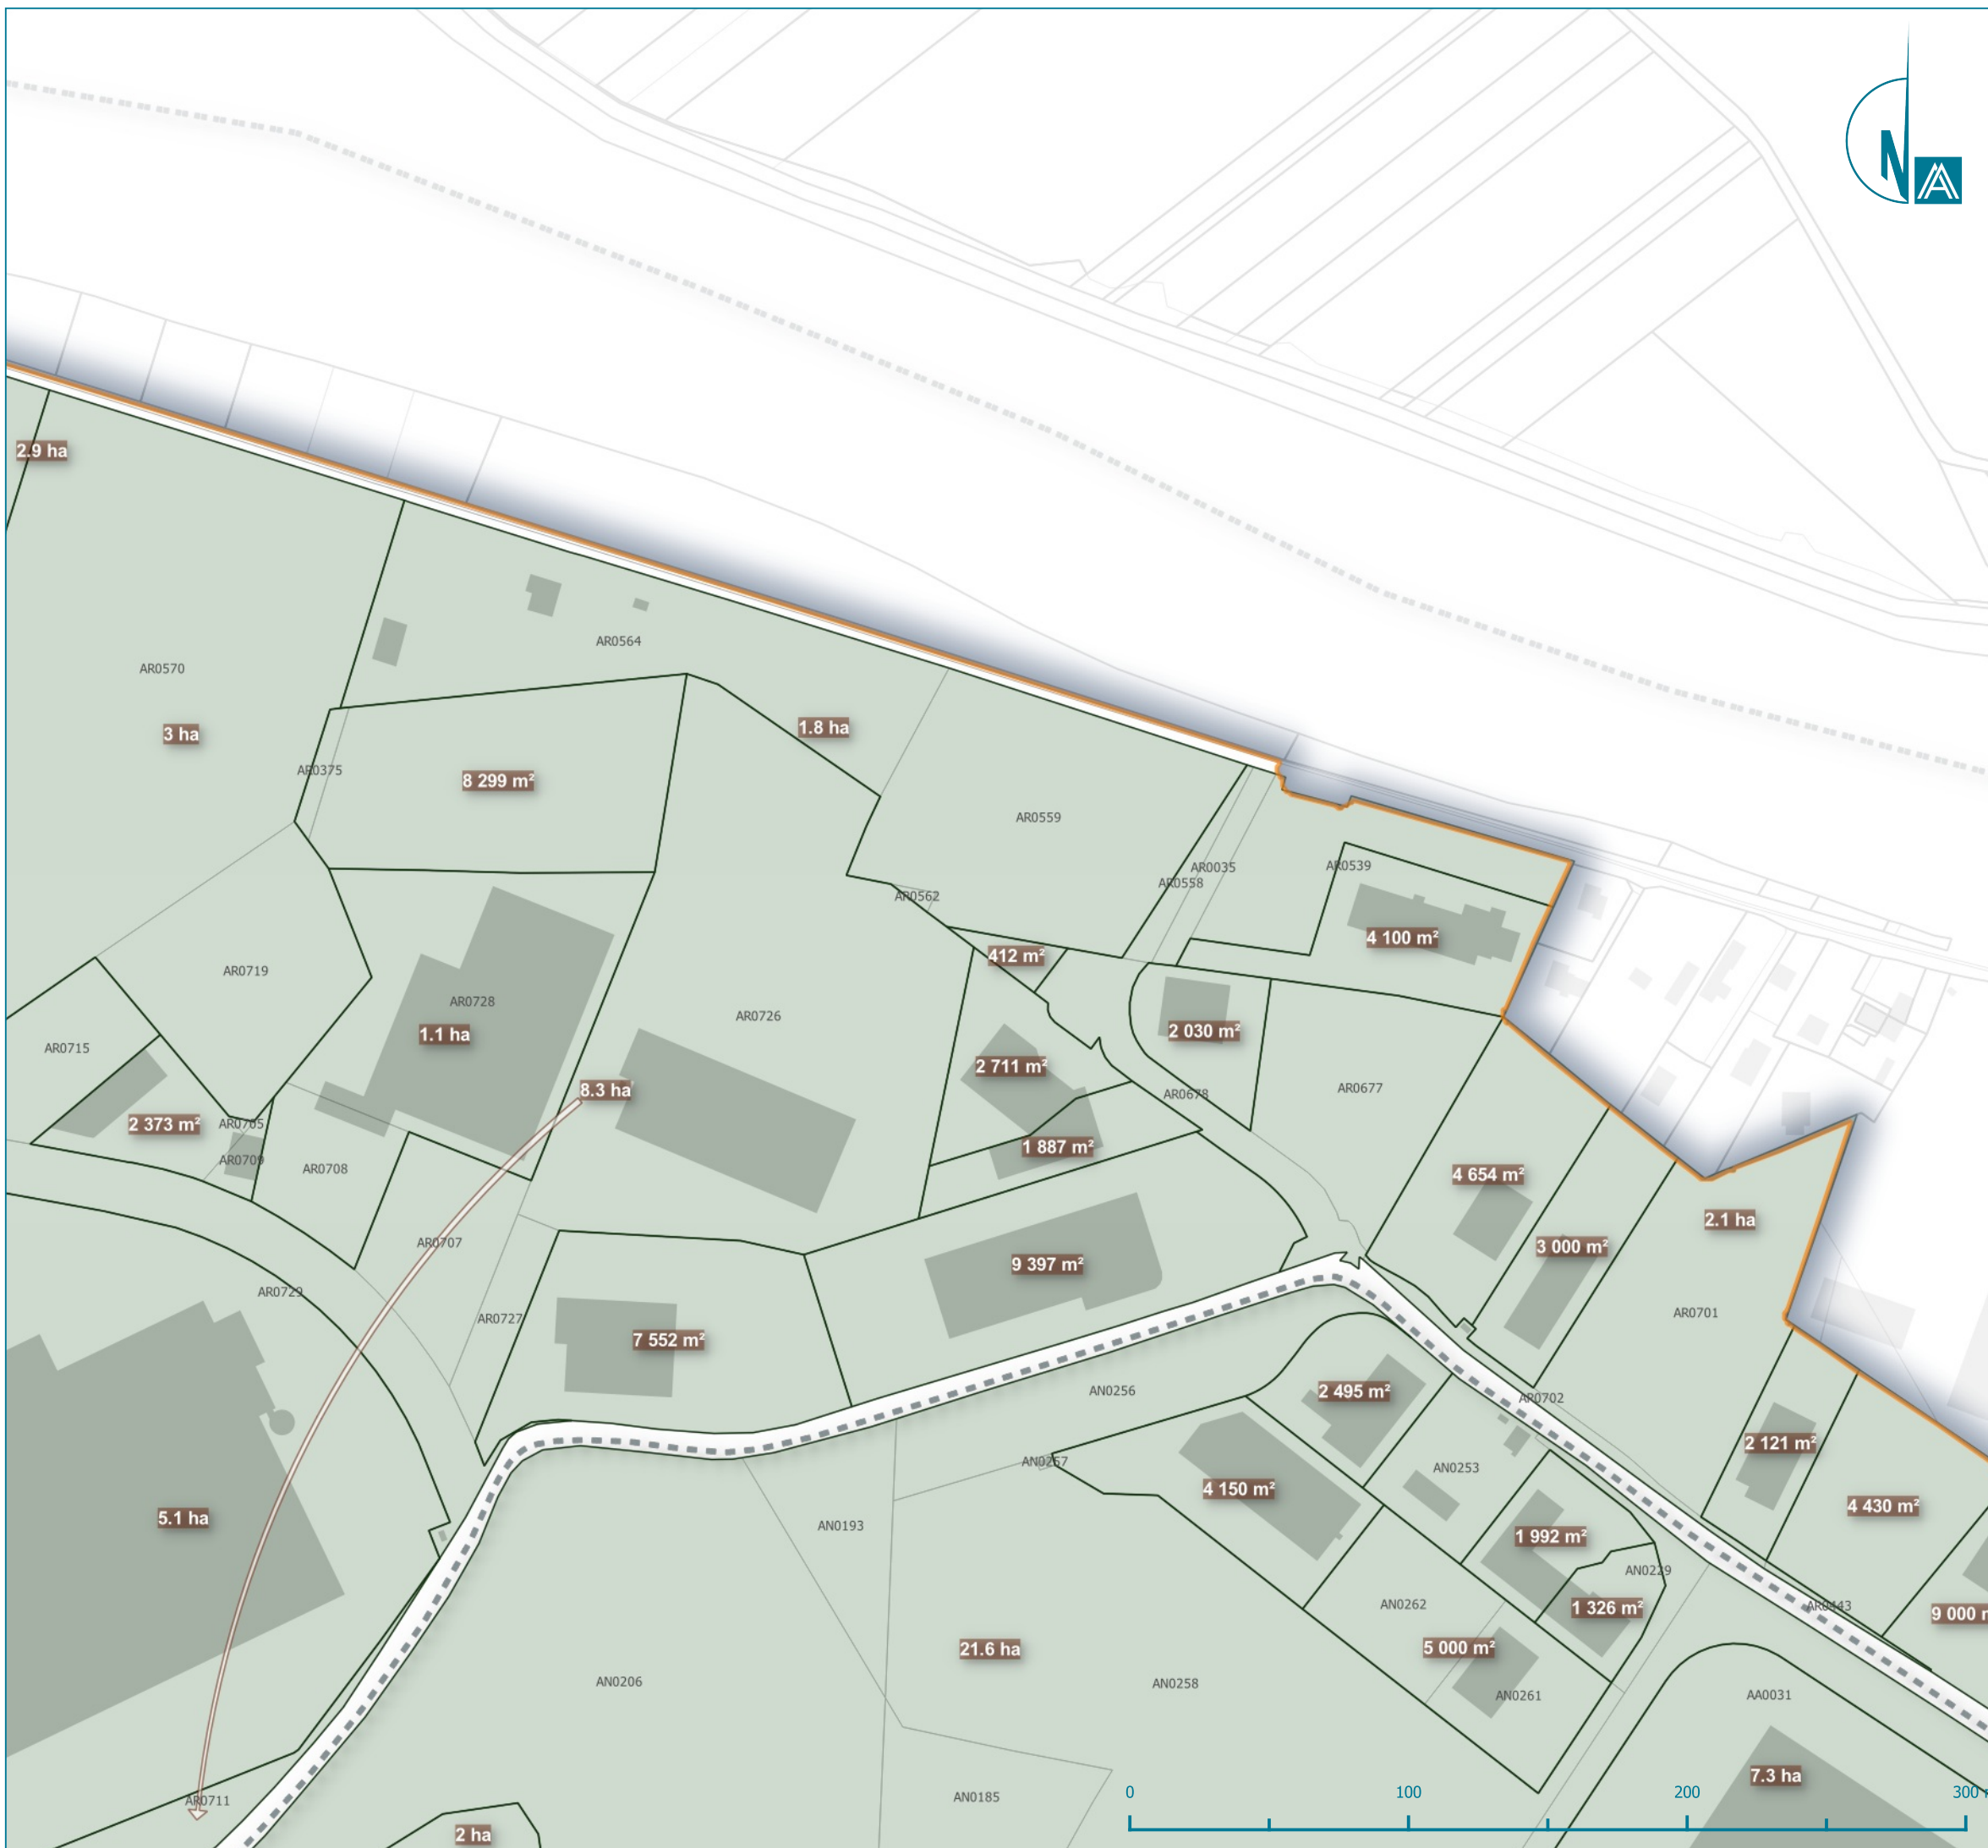 N
2.9 ha
AR0564
AR0570
1.8 ha
3 ha
AR0375
8 299 m²
AR0559
AR0035
AR0539
AR0558
AR0562
4 100 m²
412 m²
AR0719
AR0728
AR0726
2 030 m²
1.1 ha
AR0715
2 711 m²
8.3 ha
AR0677
AR0678
2 373 m²
AR0705
1 887 m²
AR0709
AR0708
4 654 m²
2.1 ha
AR0707
3 000 m²
9 397 m²
AR0729
AR0727
AR0701
7 552 m²
AN0256
2 495 m²
AR0702
2 121 m²
AN0257
AN0253
4 150 m²
4 430 m²
5.1 ha
AN0193
1 992 m²
AN0229
AN0262
AR0443
1 326 m²
9 000 m
21.6 ha
5 000 m²
AN0206
AN0258
AN0261
AA0031
7.3 ha
AN0185
AR0711
0 100 200 300
2 ha